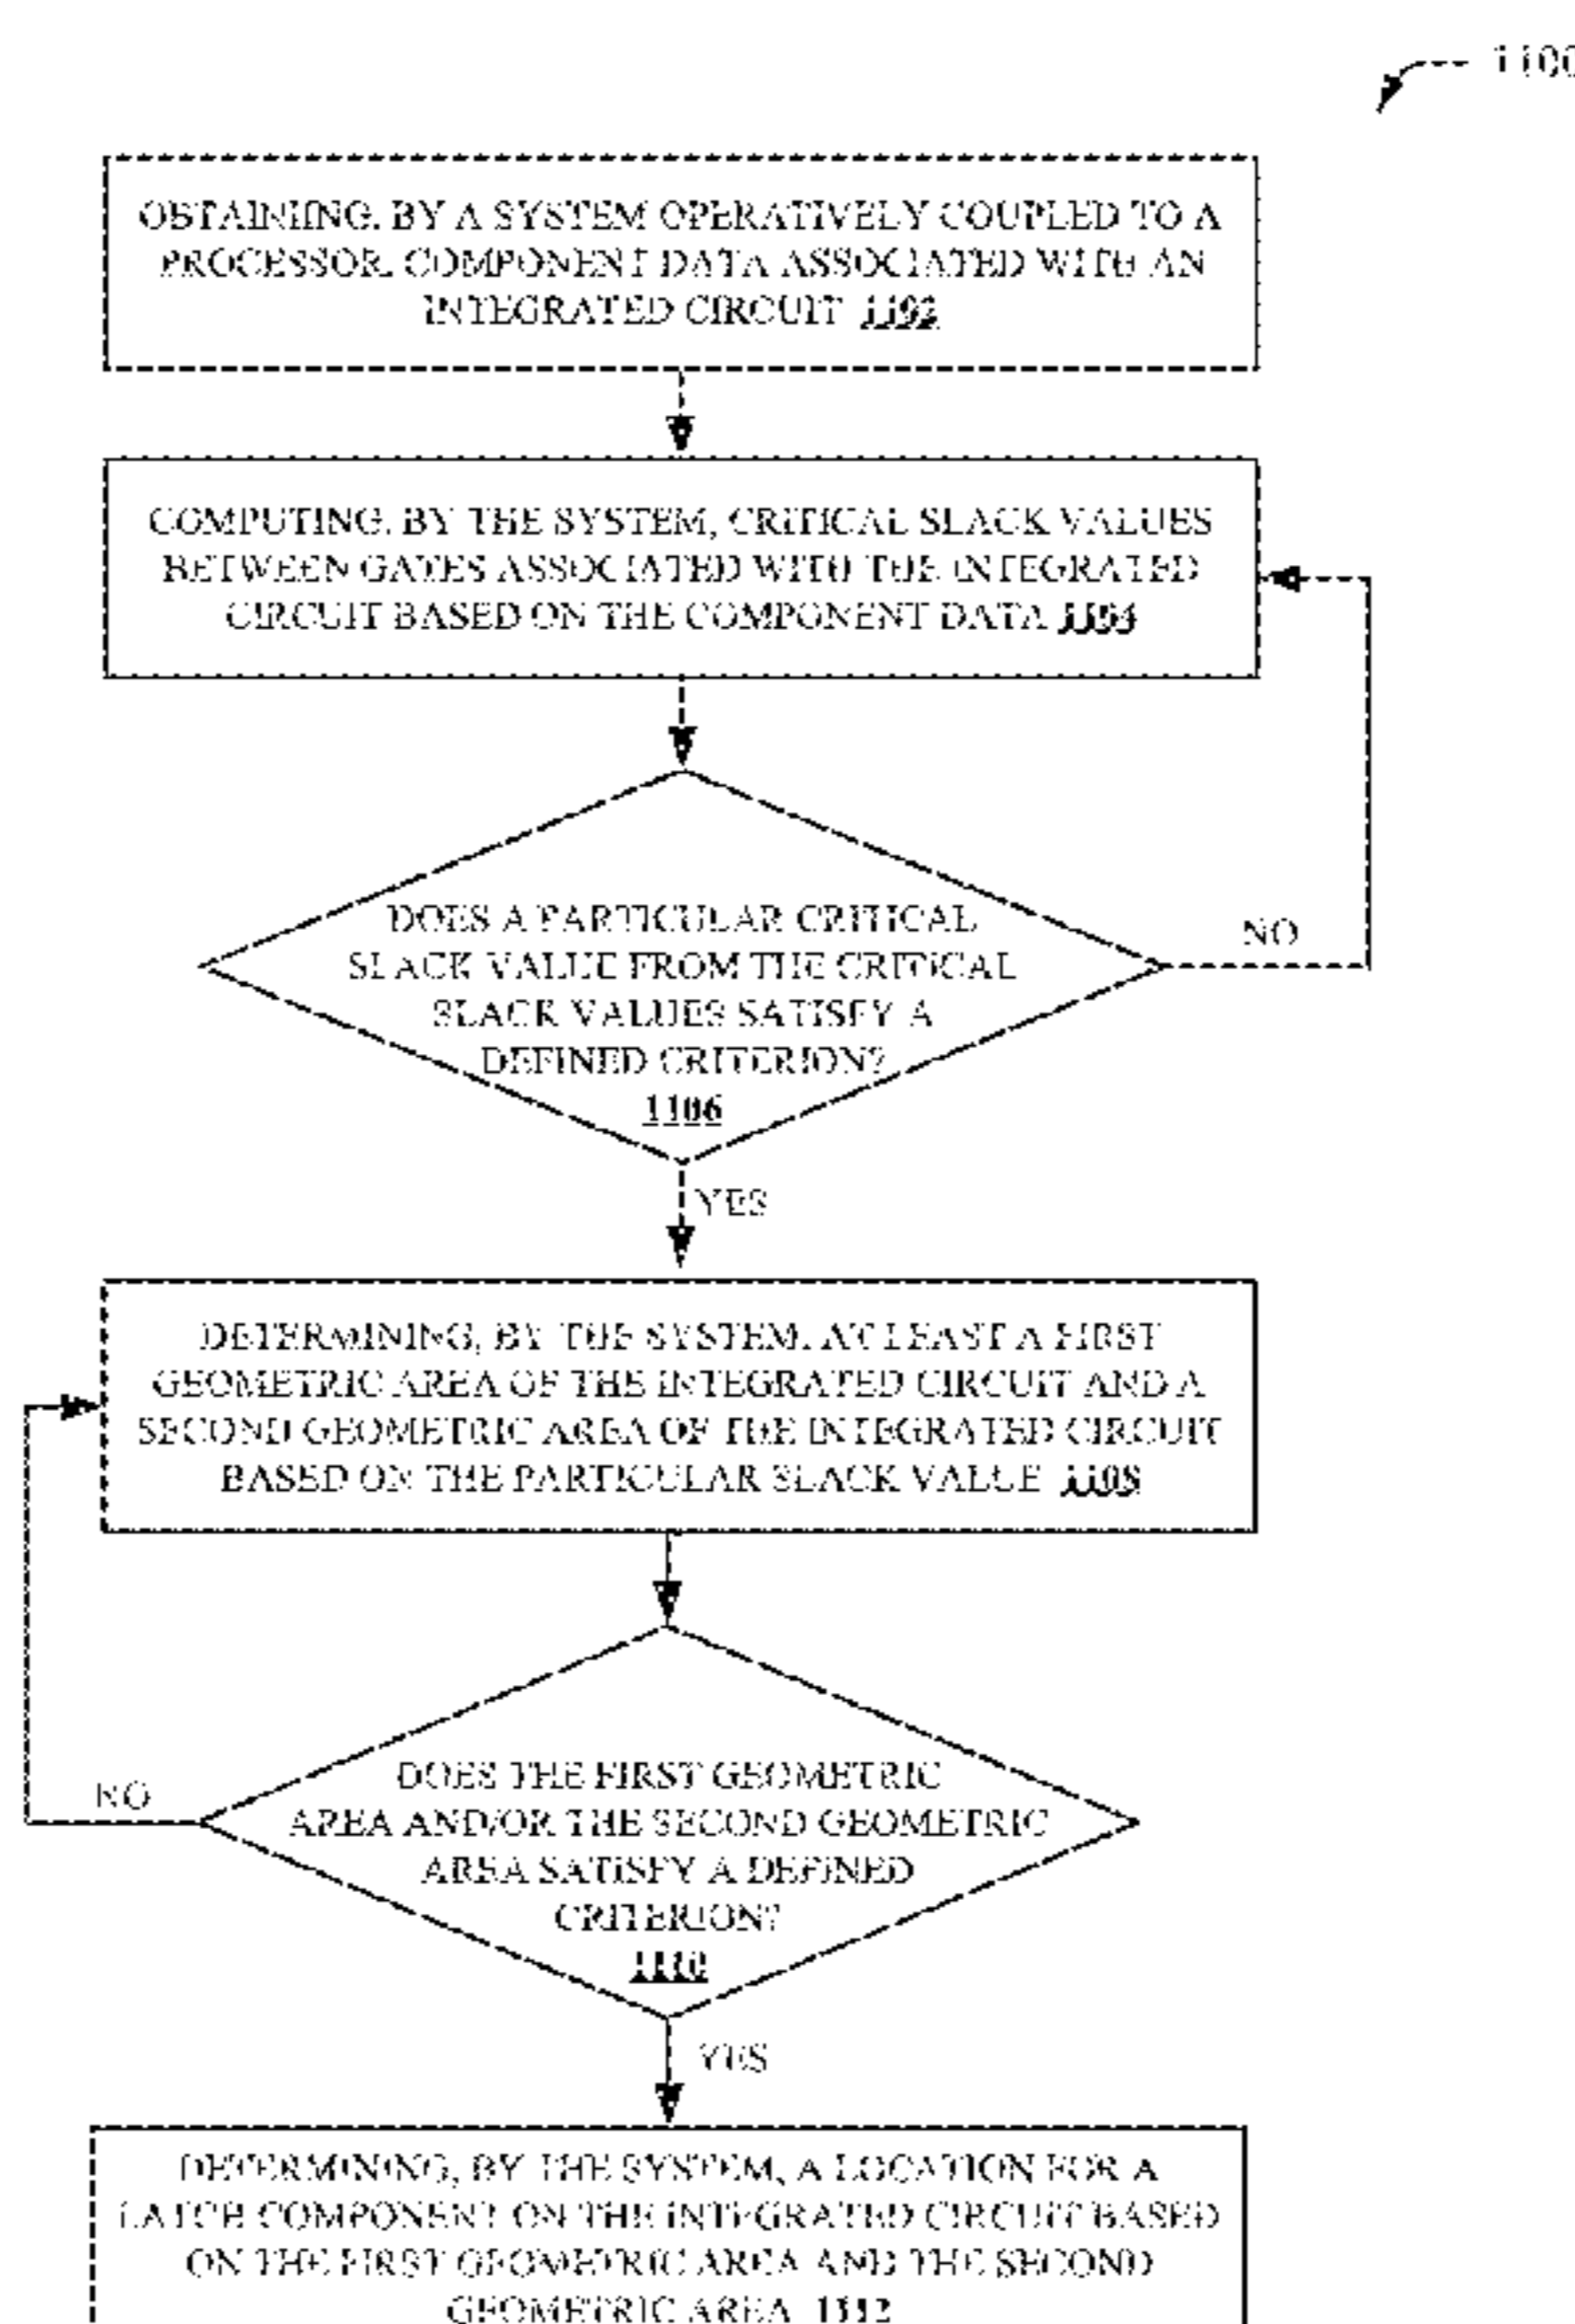 1100
OBTAINING, BY A SYSTEM OPERATIVELY COUPLED TO A
PROCESSOR, COMPONENT DATA ASSOCIATED WITH AN
INTEGRATED CIRCUIT 1102
COMPUTING, BY THE SYSTEM, CRITICAL SLACK VALUES
BETWEEN GATES ASSOCIATED WITH THE INTEGRATED
CIRCUIT BASED ON THE COMPONENT DATA 1104
DOES A PARTICULAR CRITICAL
SLACK VALUE FROM THE CRITICAL
SLACK VALUES SATISFY A
DEFINED CRITERION?
1106
NO
YES
DETERMINING, BY THE SYSTEM, AT LEAST A FIRST
GEOMETRIC AREA OF THE INTEGRATED CIRCUIT AND A
SECOND GEOMETRIC AREA OF THE INTEGRATED CIRCUIT
BASED ON THE PARTICULAR SLACK VALUE 1108
DOES THE FIRST GEOMETRIC
AREA AND/OR THE SECOND GEOMETRIC
AREA SATISFY A DEFINED
CRITERION?
1110
NO
YES
DETERMINING, BY THE SYSTEM, A LOCATION FOR A
LATCH COMPONENT ON THE INTEGRATED CIRCUIT BASED
ON THE FIRST GEOMETRIC AREA AND THE SECOND
GEOMETRIC AREA 1112